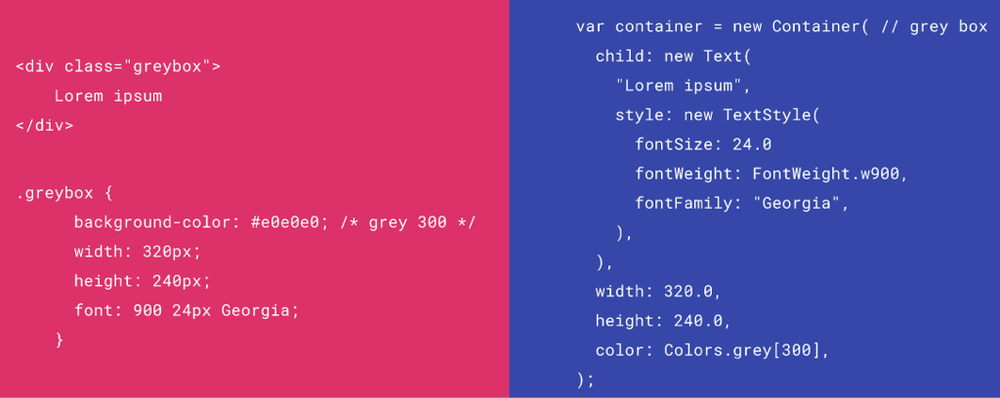 <div class="greybox">
    Lorem ipsum
</div>
.greybox {
      background-color: #e0e0e0; /* grey 300 */
      width: 320px;
      height: 240px;
      font: 900 24px Georgia;
    }
var container = new Container( // grey box
  child: new Text(
    "Lorem ipsum",
    style: new TextStyle(
      fontSize: 24.0
      fontWeight: FontWeight.w900,
      fontFamily: "Georgia",
    ),
  ),
  width: 320.0,
  height: 240.0,
  color: Colors.grey[300],
);